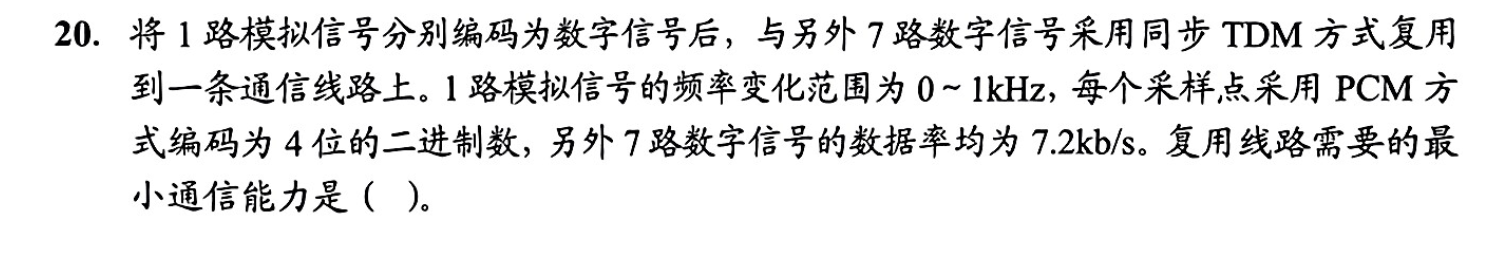 20. 将 1 路模拟信号分别编码为数字信号后，与另外 7 路数字信号采用同步 TDM 方式复用
到一条通信线路上。1 路模拟信号的频率变化范围为 0 ~ 1kHz，每个采样点采用 PCM 方
式编码为 4 位的二进制数，另外 7 路数字信号的数据率均为 7.2kb/s。复用线路需要的最
小通信能力是 (  )。